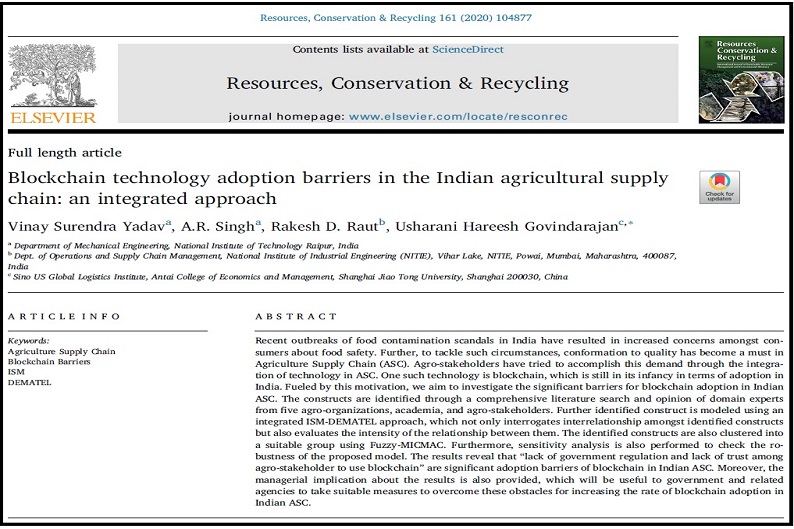 Resources, Conservation & Recycling 161 (2020) 104877
Contents lists available at ScienceDirect
Resources, Conservation & Recycling
journal homepage: www.elsevier.com/locate/resconrec
ELSEVIER
Resources
Conservation &
Recycling
Full length article
Blockchain technology adoption barriers in the Indian agricultural supply
chain: an integrated approach
Check for
updates
Vinay Surendra Yadavᵃ, A.R. Singhᵃ, Rakesh D. Rautᵇ, Usharani Hareesh Govindarajanᶜ,*
ᵃ Department of Mechanical Engineering, National Institute of Technology Raipur, India
ᵇ Dept. of Operations and Supply Chain Management, National Institute of Industrial Engineering (NITIE), Vihar Lake, NITIE, Powai, Mumbai, Maharashtra, 400087,
India
ᶜ Sino US Global Logistics Institute, Antai College of Economics and Management, Shanghai Jiao Tong University, Shanghai 200030, China
ARTICLE INFO
Keywords:
Agriculture Supply Chain
Blockchain Barriers
ISM
DEMATEL
ABSTRACT
Recent outbreaks of food contamination scandals in India have resulted in increased concerns amongst con-
sumers about food safety. Further, to tackle such circumstances, conformation to quality has become a must in
Agriculture Supply Chain (ASC). Agro-stakeholders have tried to accomplish this demand through the integra-
tion of technology in ASC. One such technology is blockchain, which is still in its infancy in terms of adoption in
India. Fueled by this motivation, we aim to investigate the significant barriers for blockchain adoption in Indian
ASC. The constructs are identified through a comprehensive literature search and opinion of domain experts
from five agro-organizations, academia, and agro-stakeholders. Further identified construct is modeled using an
integrated ISM-DEMATEL approach, which not only interrogates interrelationship amongst identified constructs
but also evaluates the intensity of the relationship between them. The identified constructs are also clustered into
a suitable group using Fuzzy-MICMAC. Furthermore, sensitivity analysis is also performed to check the ro-
bustness of the proposed model. The results reveal that “lack of government regulation and lack of trust among
agro-stakeholder to use blockchain” are significant adoption barriers of blockchain in Indian ASC. Moreover, the
managerial implication about the results is also provided, which will be useful to government and related
agencies to take suitable measures to overcome these obstacles for increasing the rate of blockchain adoption in
Indian ASC.